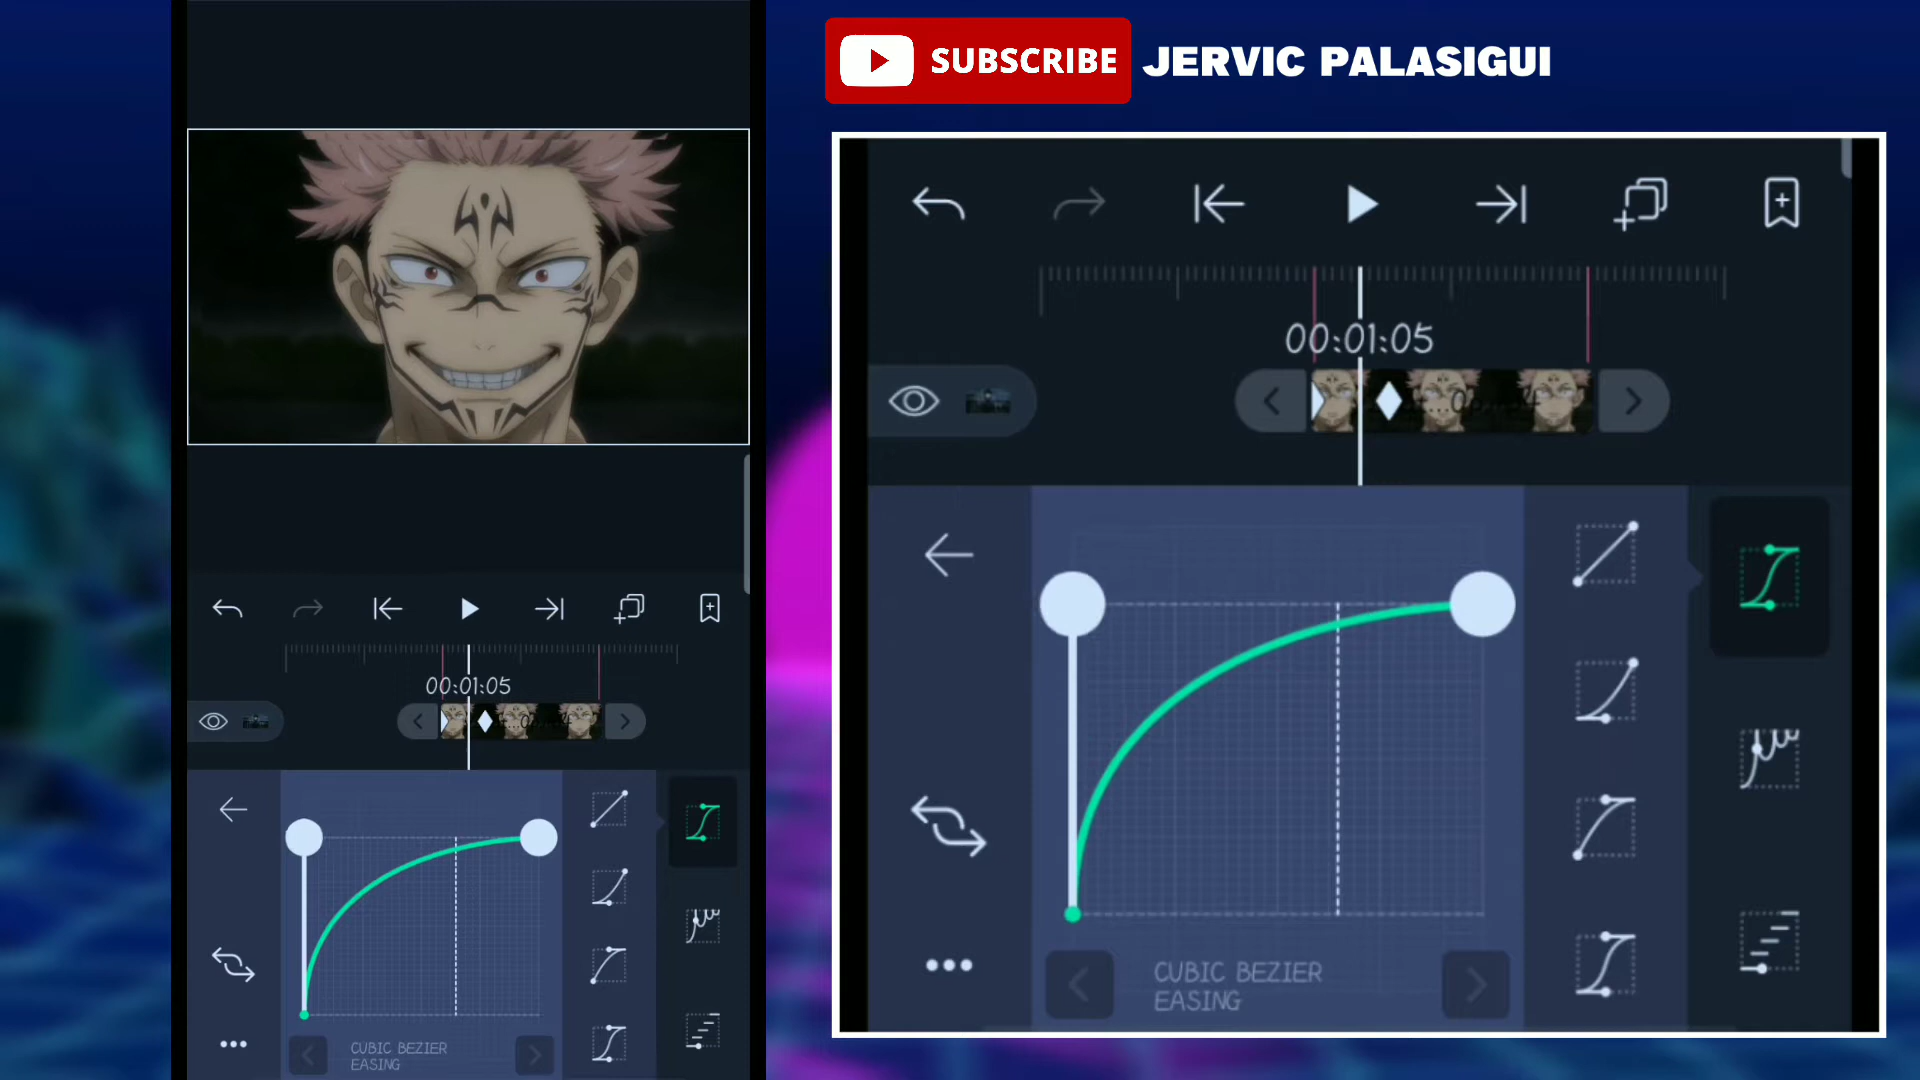 SUBSCRIBE JERVIC PALASIGUI
00:01:05
CUBIC BEZIER
EASING
00:01:05
CUBIC BEZIER
EASING